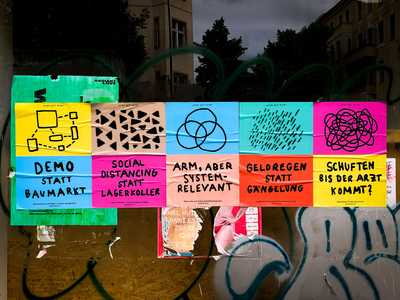 DEMO
STATT
BAUMARKT
SOCIAL
DISTANCING
STATT
LAGERKOLLER
ARM, ABER
SYSTEM-
RELEVANT
GELDREGEN
STATT
GÄNGELUNG
SCHUFTEN
BIS DER ARZT
KOMMT?